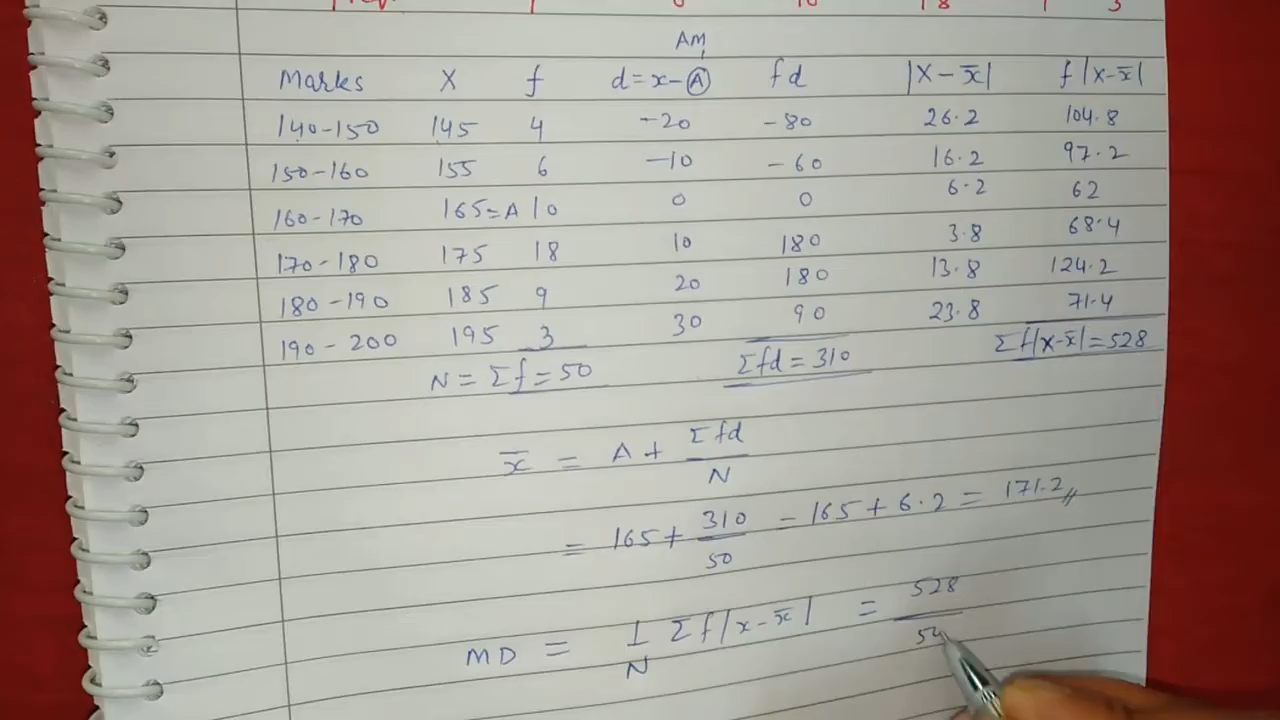 18 3
AM
Marks X f d=x-A fd |X-x̄| f|x-x̄|
140-150 145 4 -20 -80 26.2 104.8
150-160 155 6 -10 -60 16.2 97.2
160-170 165=A 10 0 0 6.2 62
170-180 175 18 10 180 3.8 68.4
180-190 185 9 20 180 13.8 124.2
190-200 195 3 30 90 23.8 71.4
N = Σf = 50 Σfd = 310 Σf|x-x̄| = 528
x̄ = A + Σfd / N
= 165 + 310 / 50 = 165 + 6.2 = 171.2 //
MD = 1 / N Σf|x-x̄| = 528 / 50